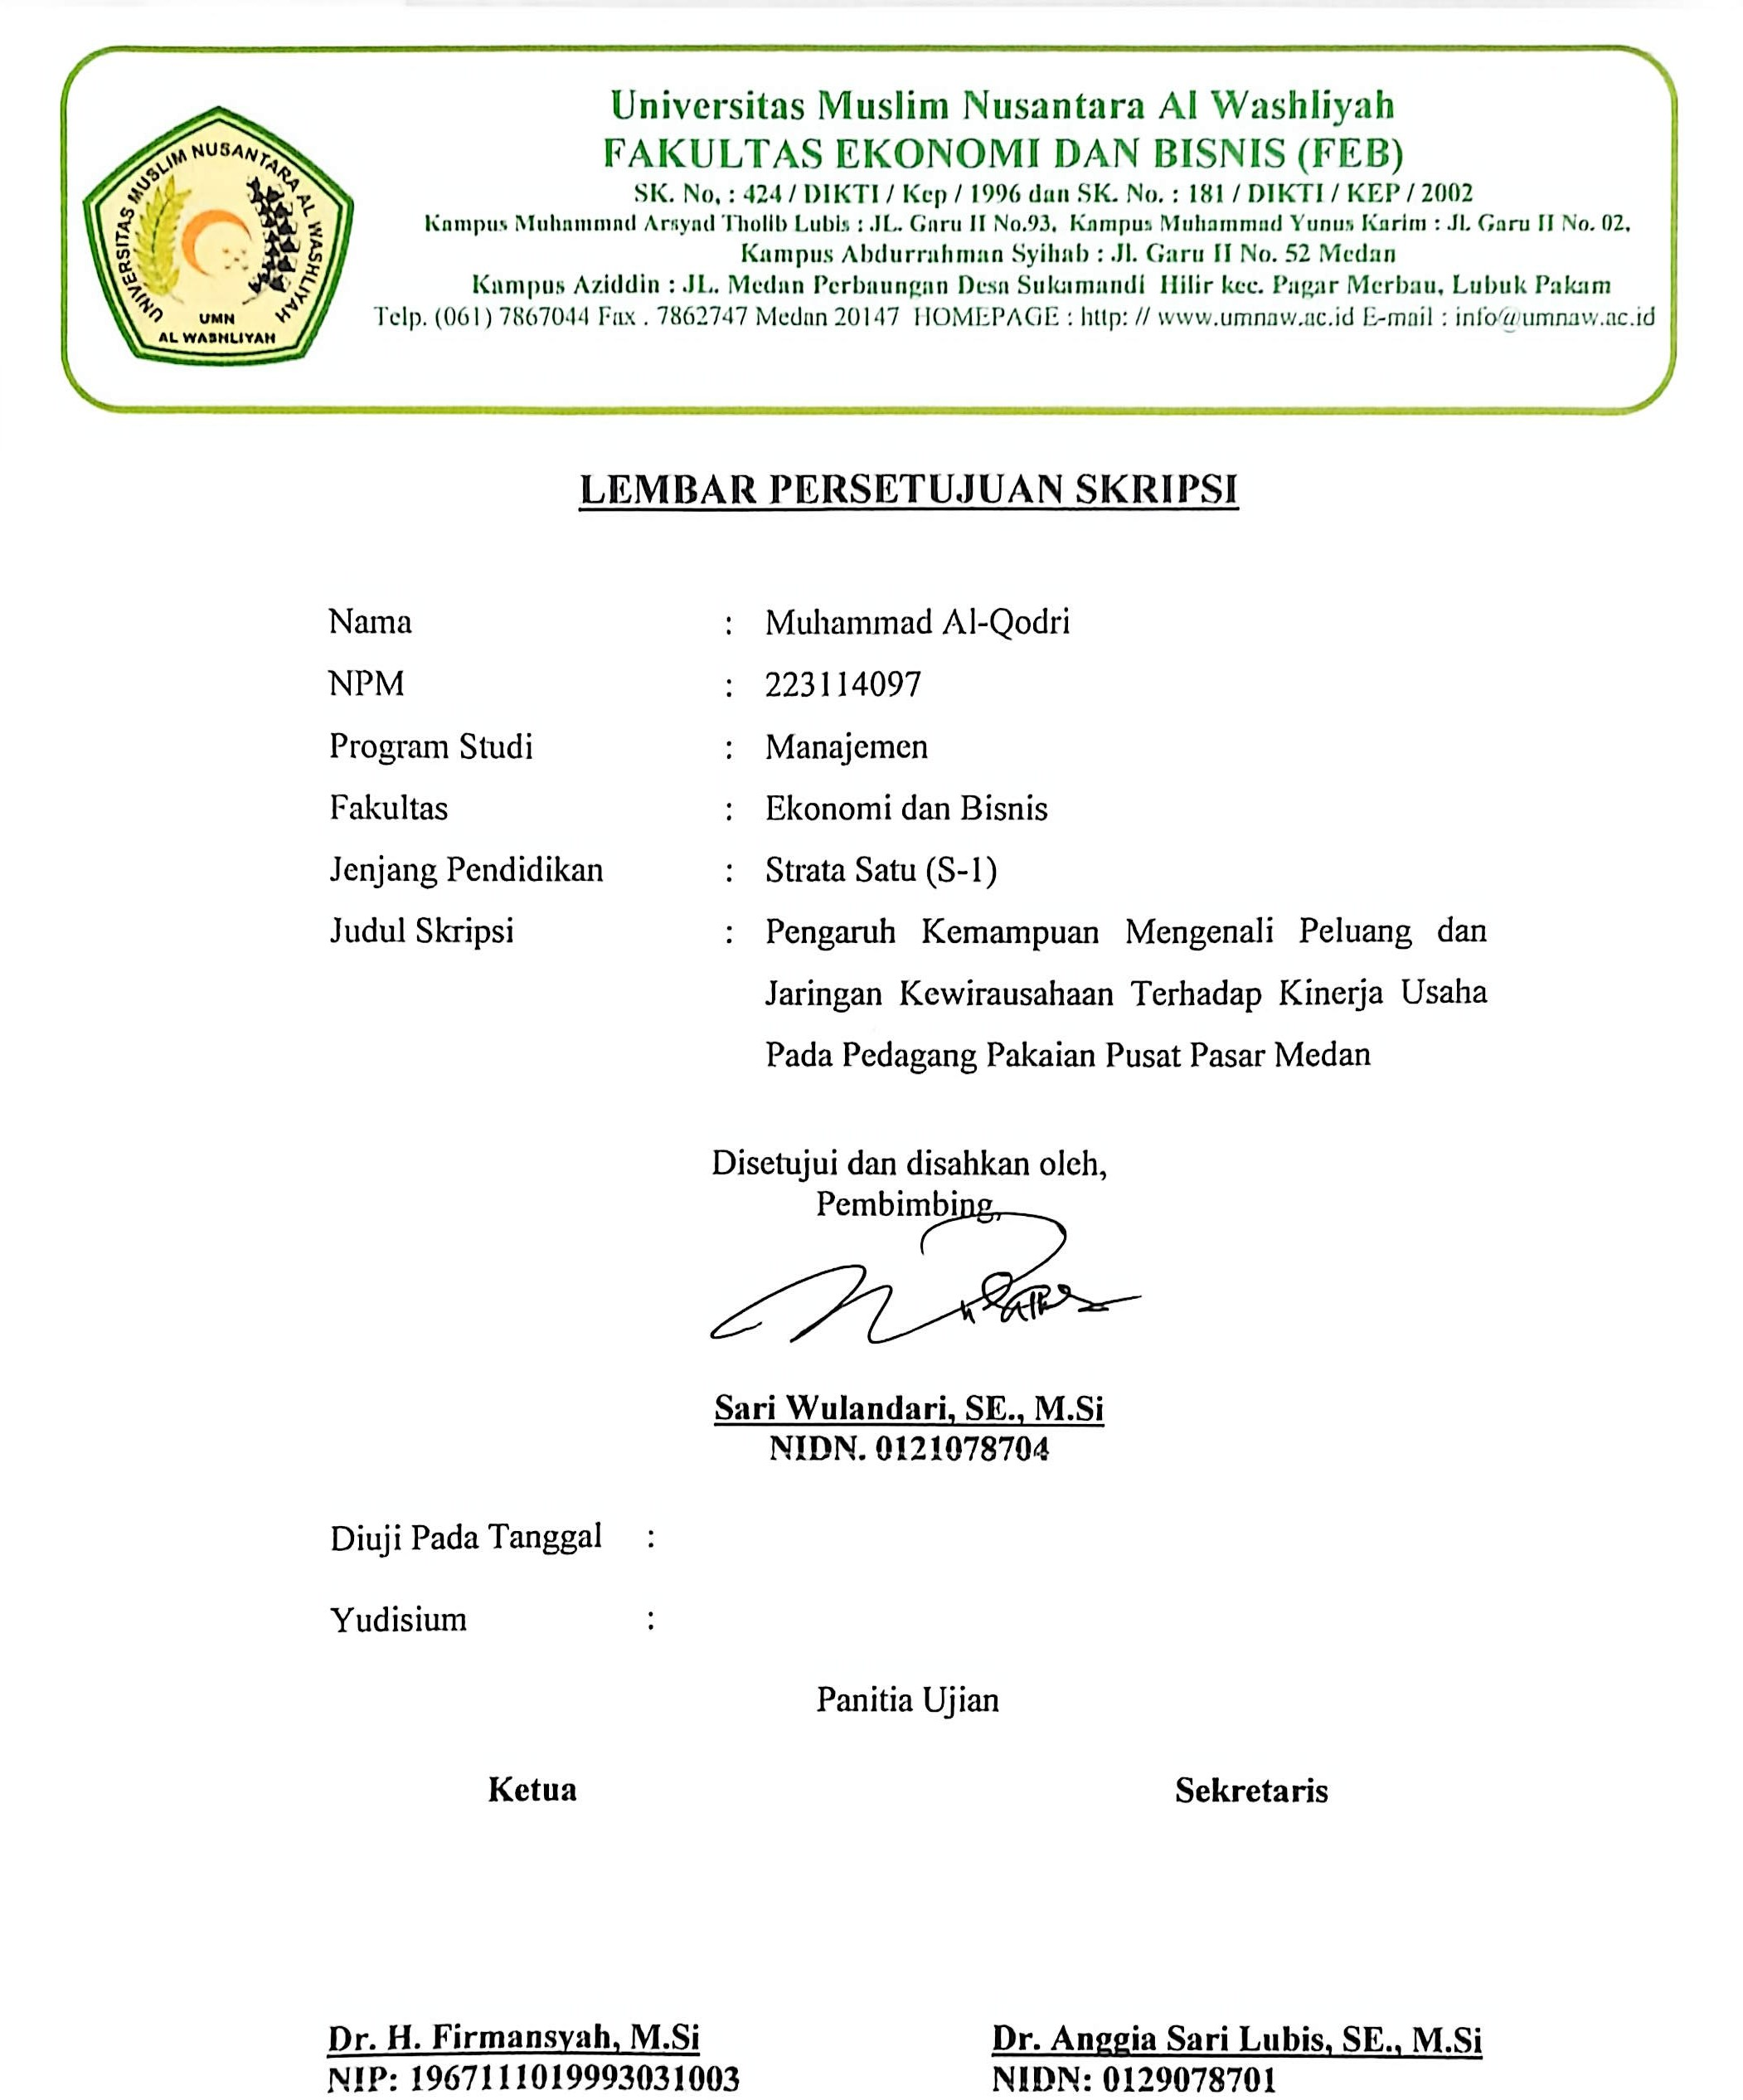 Universitas Muslim Nusantara Al Washliyah
FAKULTAS EKONOMI DAN BISNIS (FEB)
SK. No, : 424 / DIKTI / Kep / 1996 dan SK. No. : 181 / DIKTI / KEP / 2002
Kampus Muhammad Arsyad Tholib Lubis : JL. Garu II No.93, Kampus Muhammad Yunus Karim : Jl. Garu II No. 02,
Kampus Abdurrahman Syihab : Jl. Garu II No. 52 Medan
Kampus Aziddin : JL. Medan Perbaungan Desa Sukamandi Hilir kec. Pagar Merbau, Lubuk Pakam
Telp. (061) 7867044 Fax . 7862747 Medan 20147 HOMEPAGE : http: // www.umnaw.ac.id E-mail : info@umnaw.ac.id
UNIVERSITAS MUSLIM NUSANTARA AL WASHLIYAH
UMN
AL WASHLIYAH
LEMBAR PERSETUJUAN SKRIPSI
Nama : Muhammad Al-Qodri
NPM : 223114097
Program Studi : Manajemen
Fakultas : Ekonomi dan Bisnis
Jenjang Pendidikan : Strata Satu (S-1)
Judul Skripsi : Pengaruh Kemampuan Mengenali Peluang dan
Jaringan Kewirausahaan Terhadap Kinerja Usaha
Pada Pedagang Pakaian Pusat Pasar Medan
Disetujui dan disahkan oleh,
Pembimbing,
Sari Wulandari, SE., M.Si
NIDN. 0121078704
Diuji Pada Tanggal :
Yudisium :
Panitia Ujian
Ketua Sekretaris
Dr. H. Firmansyah, M.Si Dr. Anggia Sari Lubis, SE., M.Si
NIP: 1967111019993031003 NIDN: 0129078701